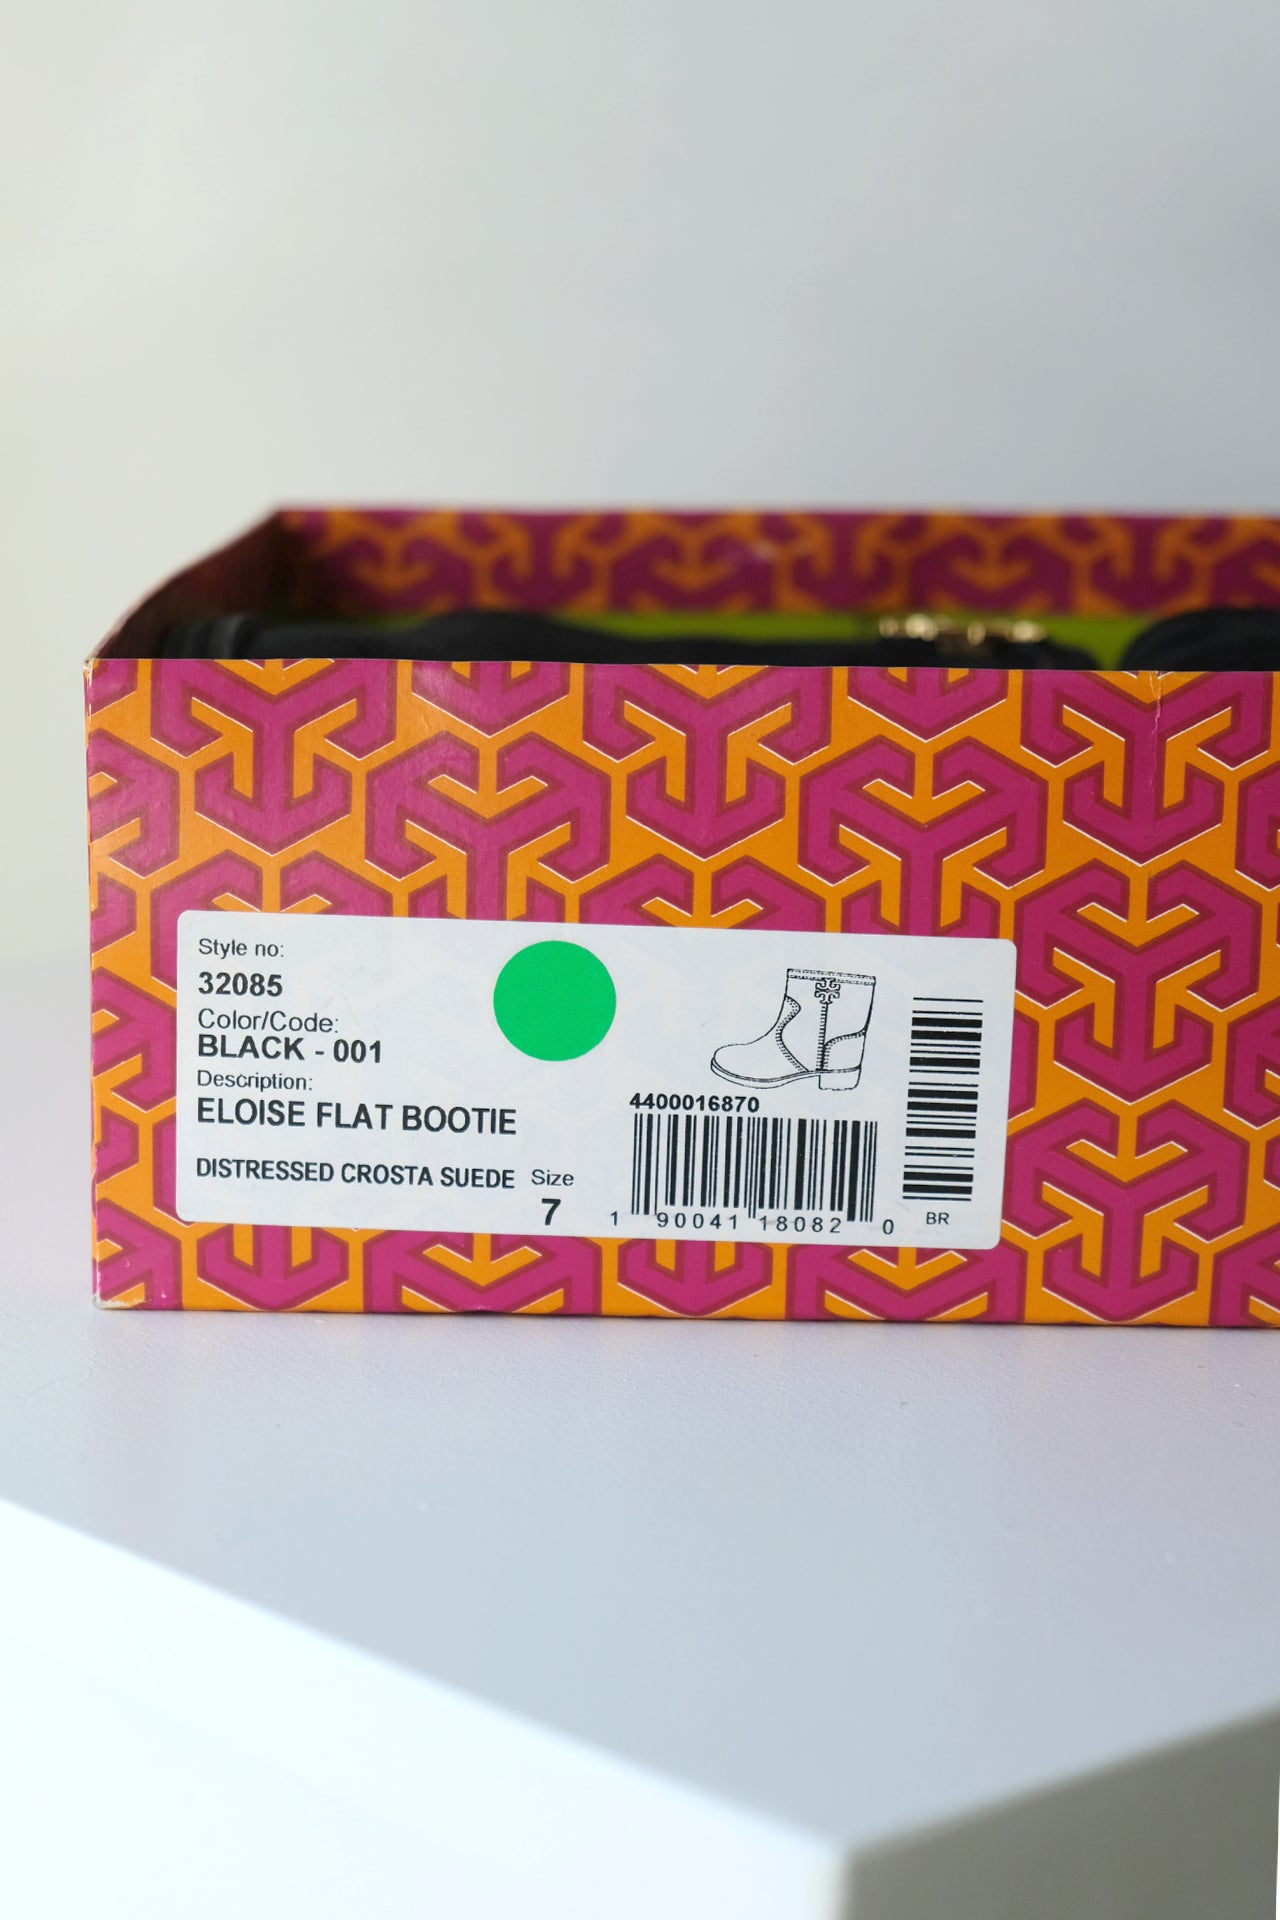 Style no:
32085
Color/Code:
BLACK - 001
Description:
ELOISE FLAT BOOTIE
DISTRESSED CROSTA SUEDE
Size
7
4400016870
1 90041 18082 0
BR